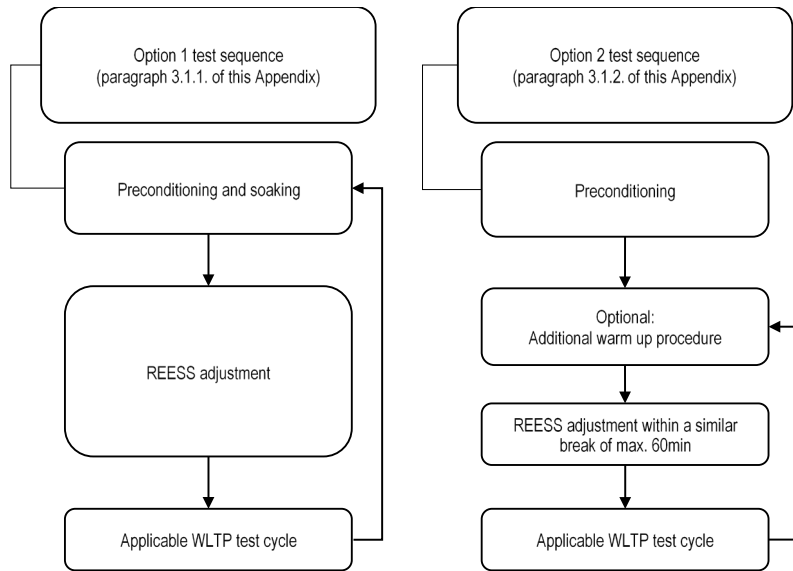 Option 1 test sequence
(paragraph 3.1.1. of this Appendix)
Preconditioning and soaking
REESS adjustment
Applicable WLTP test cycle
Option 2 test sequence
(paragraph 3.1.2. of this Appendix)
Preconditioning
Optional:
Additional warm up procedure
REESS adjustment within a similar
break of max. 60min
Applicable WLTP test cycle